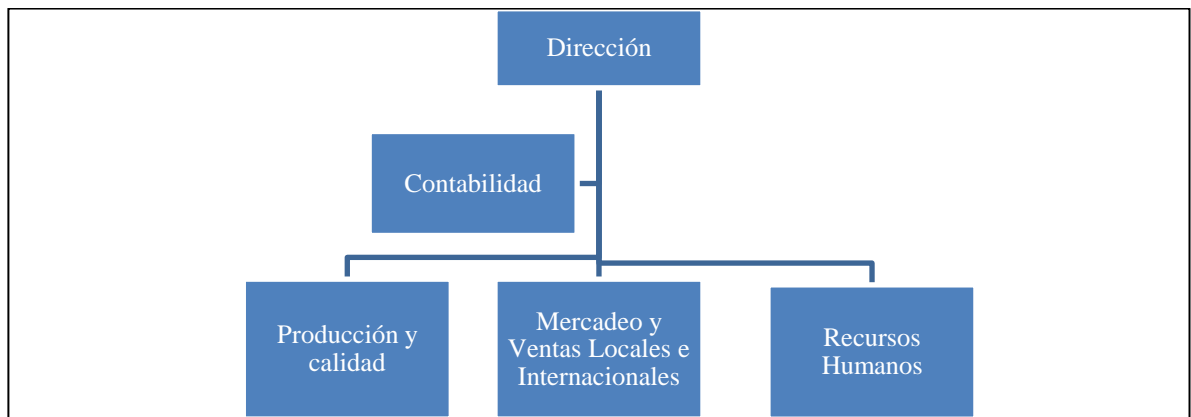 Dirección
Contabilidad
Producción y
calidad
Mercadeo y
Ventas Locales e
Internacionales
Recursos
Humanos